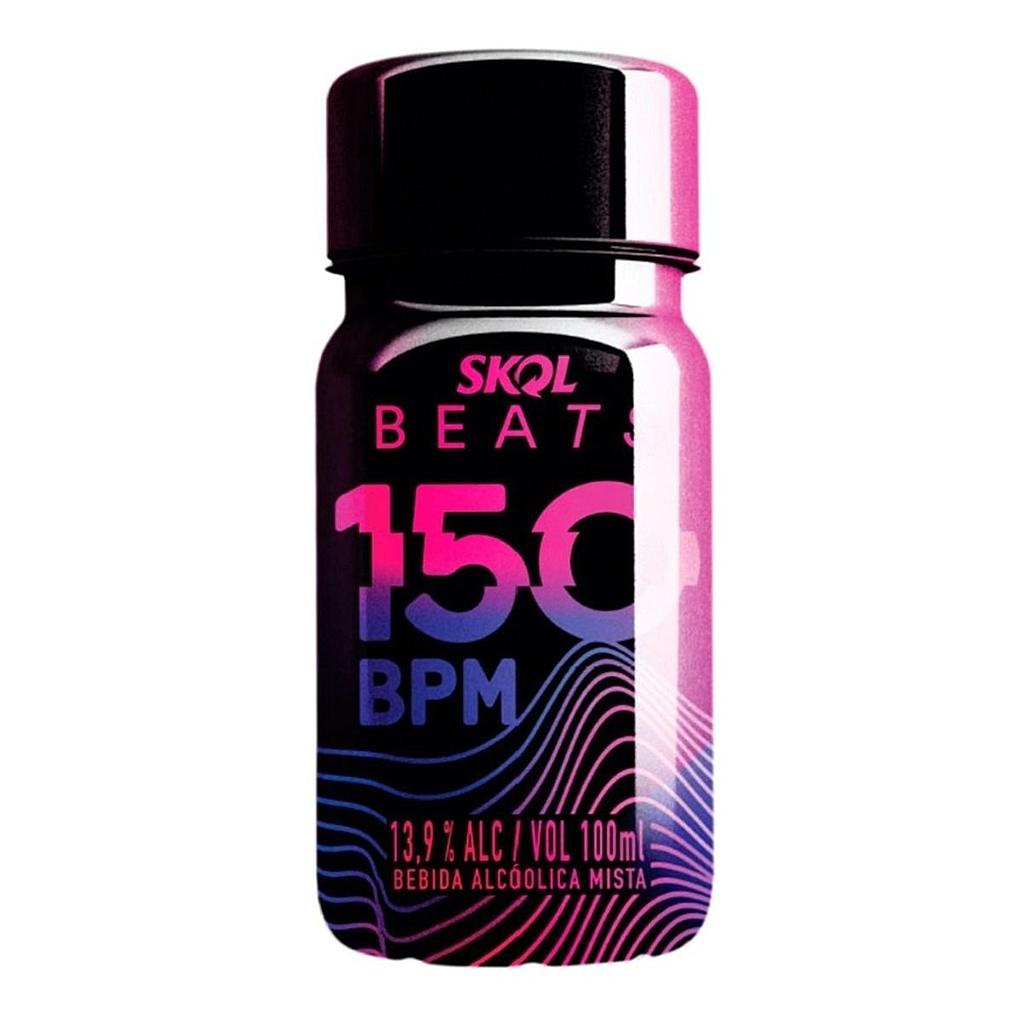 SKOL
BEATS
150
BPM
13,9 % ALC / VOL 100ml
BEBIDA ALCÓOLICA MISTA